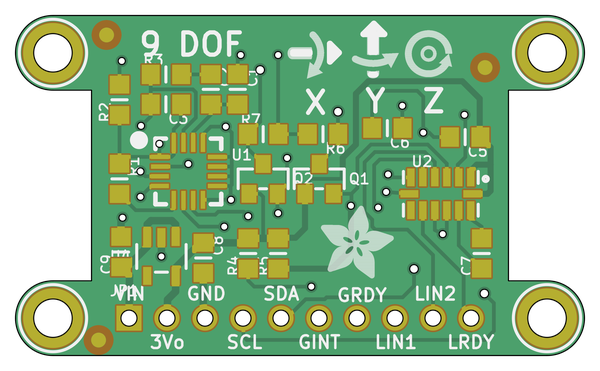 9 DOF
R3
C3
R2
R7
X Y Z
C6
C5
R6
U1
U2
R1
Q2
Q1
C8
C9
R4
R5
C7
VIN GND SDA GRDY LIN2
3Vo SCL GINT LIN1 LRDY